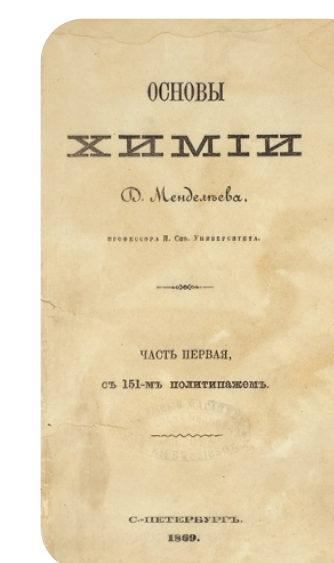 ОСНОВЫ
ХИМІИ
Д. Менделѣева,
ПРОФЕССОРА И. Спб. УНИВЕРСИТЕТА.
ЧАСТЬ ПЕРВАЯ,
съ 151-мъ политипажемъ.
С.-ПЕТЕРБУРГЪ.
1869.